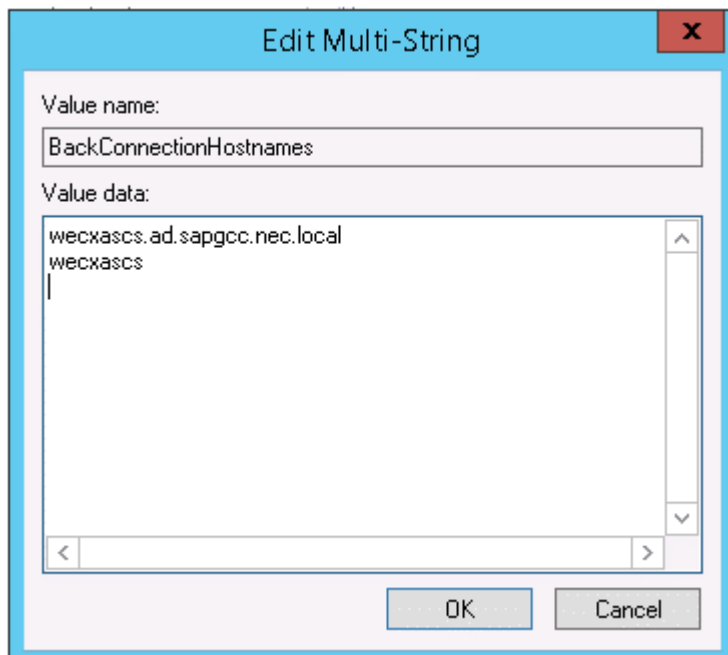 Edit Multi-String
x
Value name:
BackConnectionHostnames
Value data:
wecxascs.ad.sapgcc.nec.local
wecxascs
OK Cancel